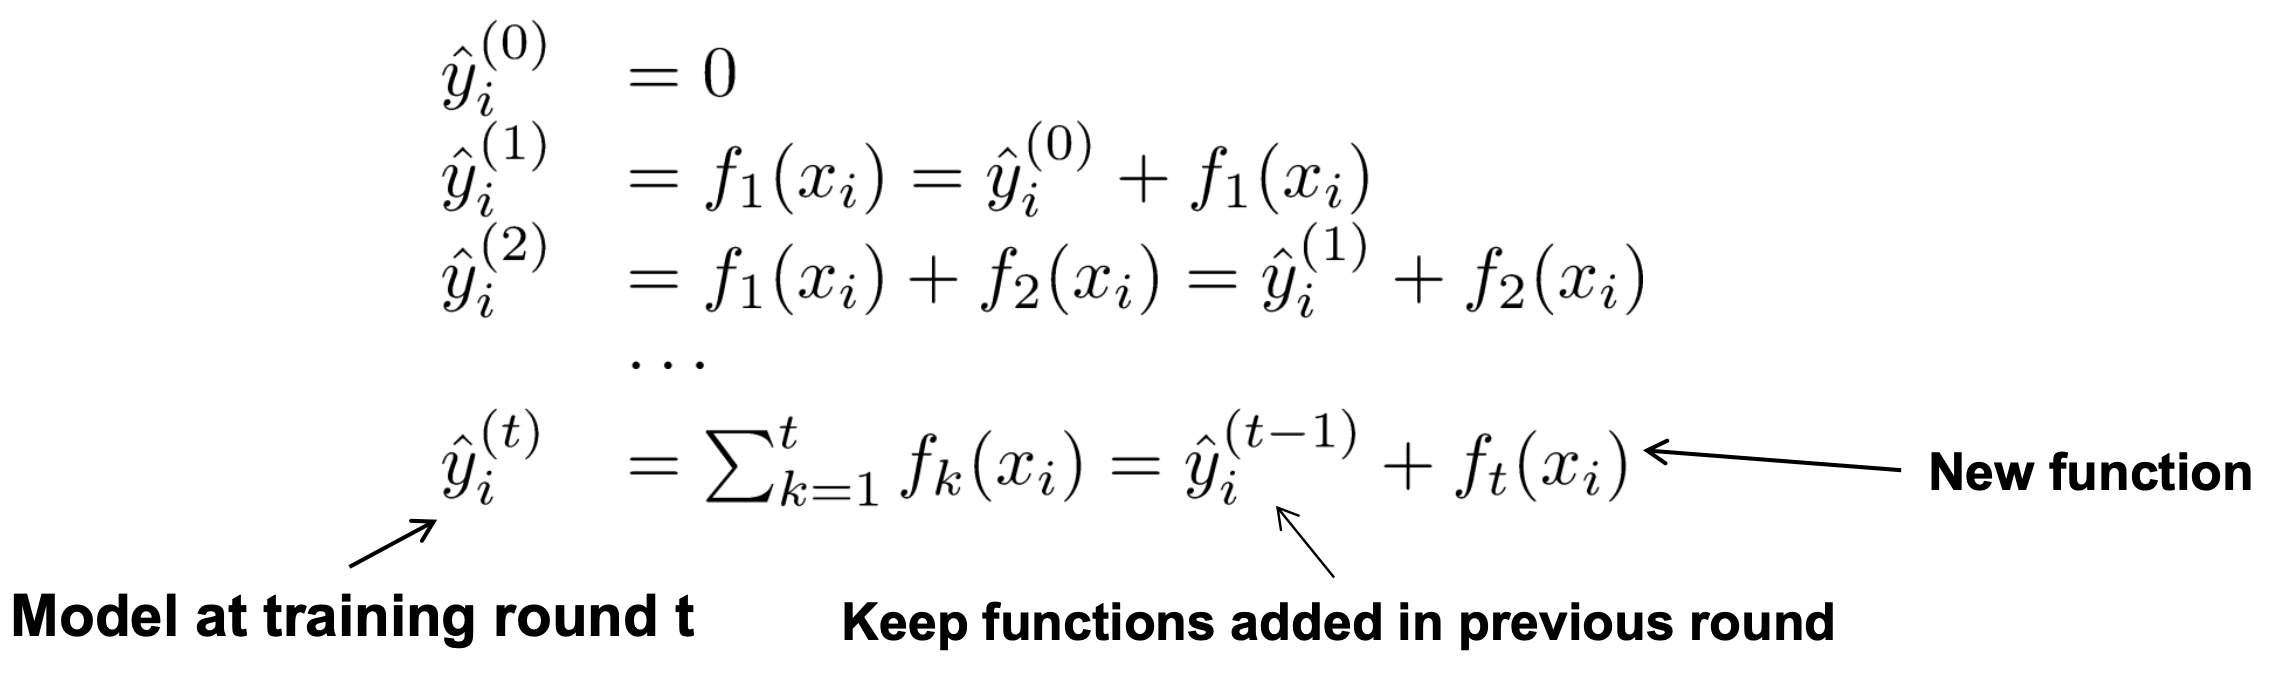 ŷ_i^(0) = 0
ŷ_i^(1) = f_1(x_i) = ŷ_i^(0) + f_1(x_i)
ŷ_i^(2) = f_1(x_i) + f_2(x_i) = ŷ_i^(1) + f_2(x_i)
···
ŷ_i^(t) = ∑_{k=1}^t f_k(x_i) = ŷ_i^(t−1) + f_t(x_i)
New function
Model at training round t
Keep functions added in previous round